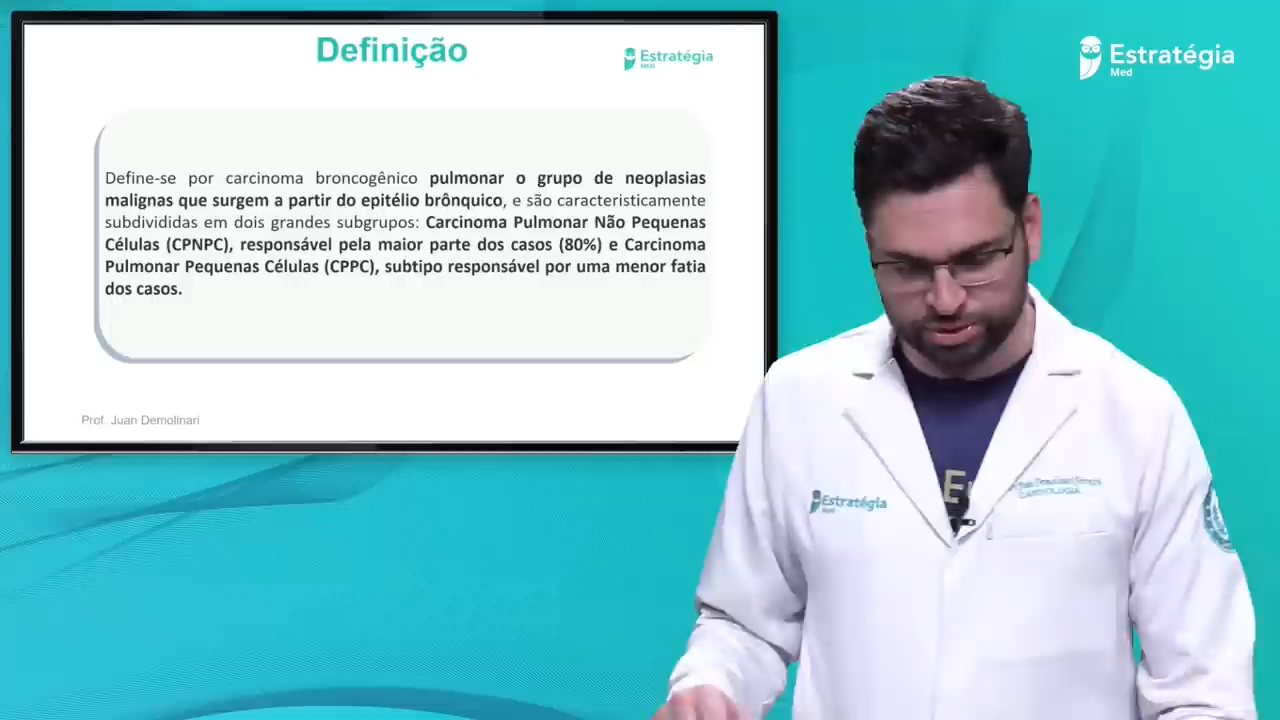 Definição
Estratégia
MED
Estratégia
Med
Define-se por carcinoma broncogênico pulmonar o grupo de neoplasias
malignas que surgem a partir do epitélio brônquico, e são caracteristicamente
subdivididas em dois grandes subgrupos: Carcinoma Pulmonar Não Pequenas
Células (CPNPC), responsável pela maior parte dos casos (80%) e Carcinoma
Pulmonar Pequenas Células (CPPC), subtipo responsável por uma menor fatia
dos casos.
Prof. Juan Demolinari
Estratégia
Med
CARDIOLOGIA